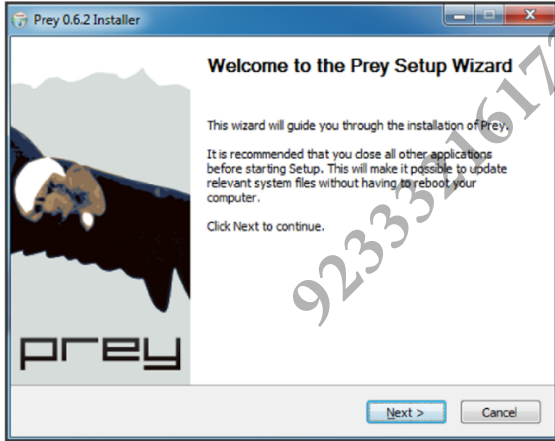 Prey 0.6.2 Installer
Welcome to the Prey Setup Wizard
This wizard will guide you through the installation of Prey.
It is recommended that you close all other applications
before starting Setup. This will make it possible to update
relevant system files without having to reboot your
computer.
Click Next to continue.
prey
Next >
Cancel